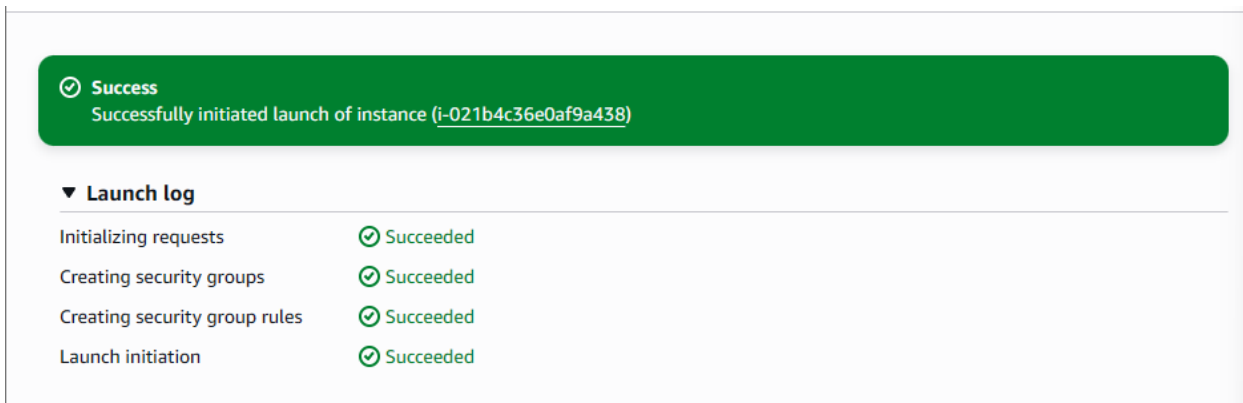 Success
Successfully initiated launch of instance (i-021b4c36e0af9a438)
Launch log
Initializing requests Succeeded
Creating security groups Succeeded
Creating security group rules Succeeded
Launch initiation Succeeded